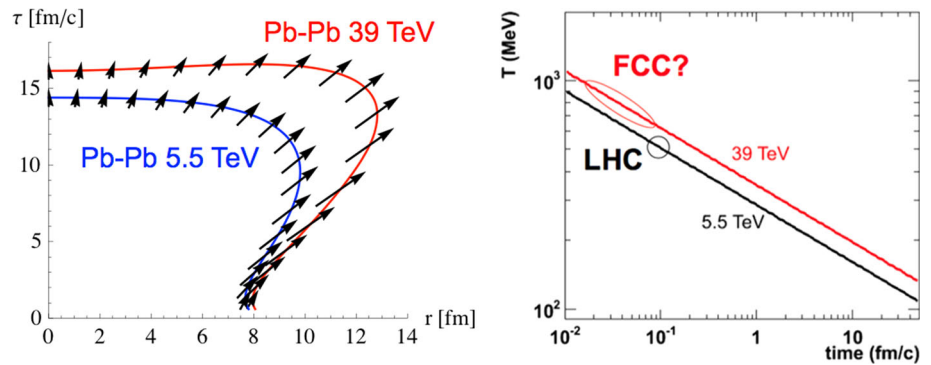 τ [fm/c]
Pb-Pb 39 TeV
15
Pb-Pb 5.5 TeV
10
5
0
0 2 4 6 8 10 12 14
r [fm]
T (MeV)
10³
FCC?
LHC
39 TeV
5.5 TeV
10²
10⁻² 10⁻¹ 1 10
time (fm/c)